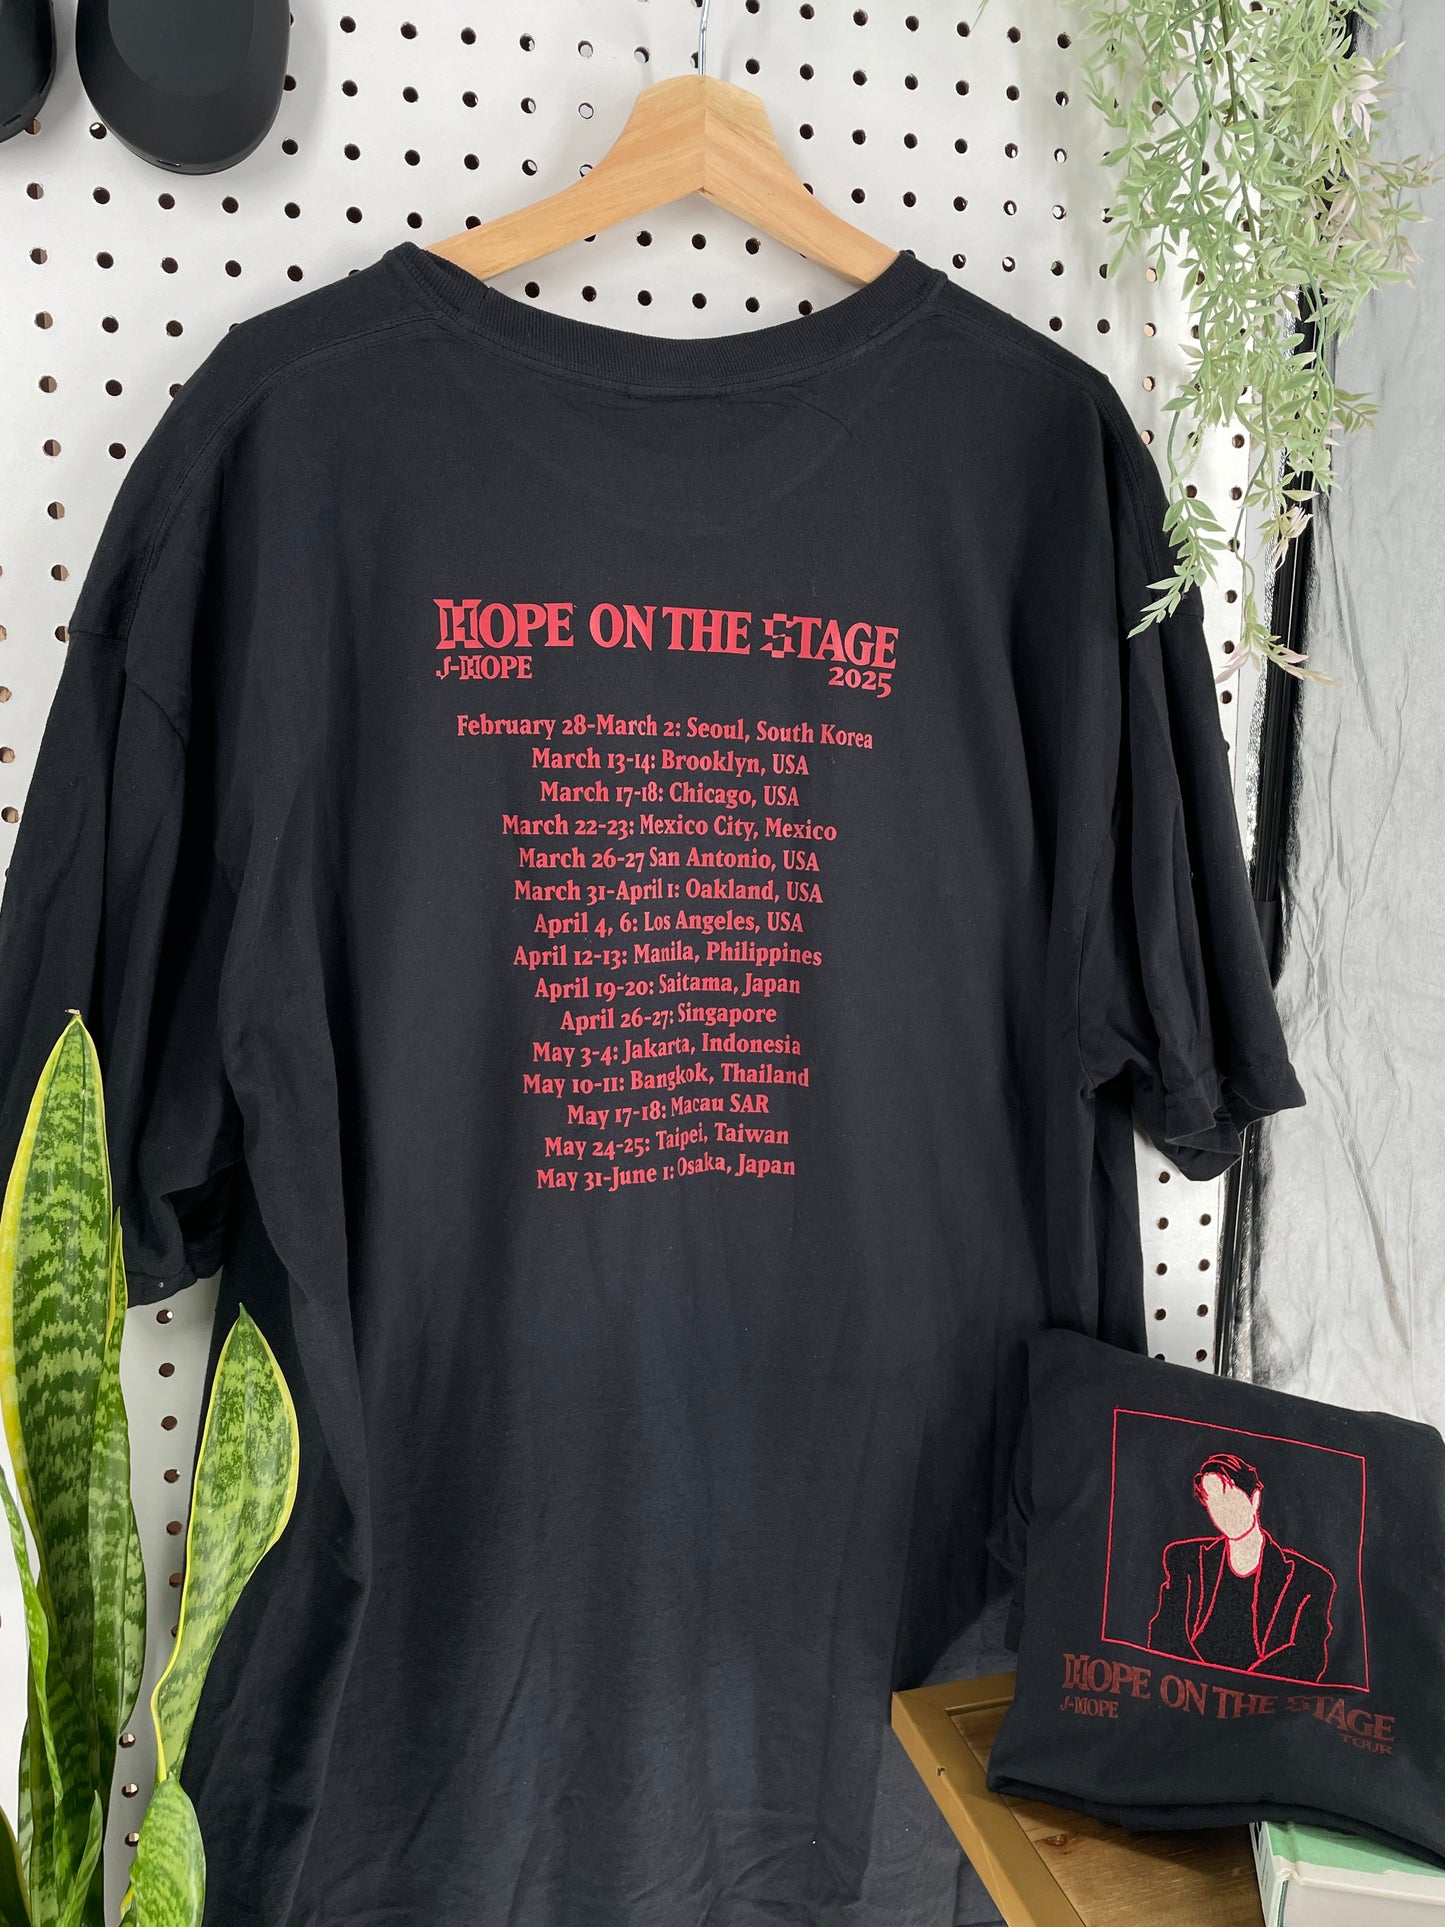 HOPE ON THE STAGE
J-HOPE 2025
February 28-March 2: Seoul, South Korea
March 13-14: Brooklyn, USA
March 17-18: Chicago, USA
March 22-23: Mexico City, Mexico
March 26-27 San Antonio, USA
March 31-April 1: Oakland, USA
April 4, 6: Los Angeles, USA
April 12-13: Manila, Philippines
April 19-20: Saitama, Japan
April 26-27: Singapore
May 3-4: Jakarta, Indonesia
May 10-11: Bangkok, Thailand
May 17-18: Macau SAR
May 24-25: Taipei, Taiwan
May 31-June 1: Osaka, Japan
HOPE ON THE STAGE
J-HOPE TOUR